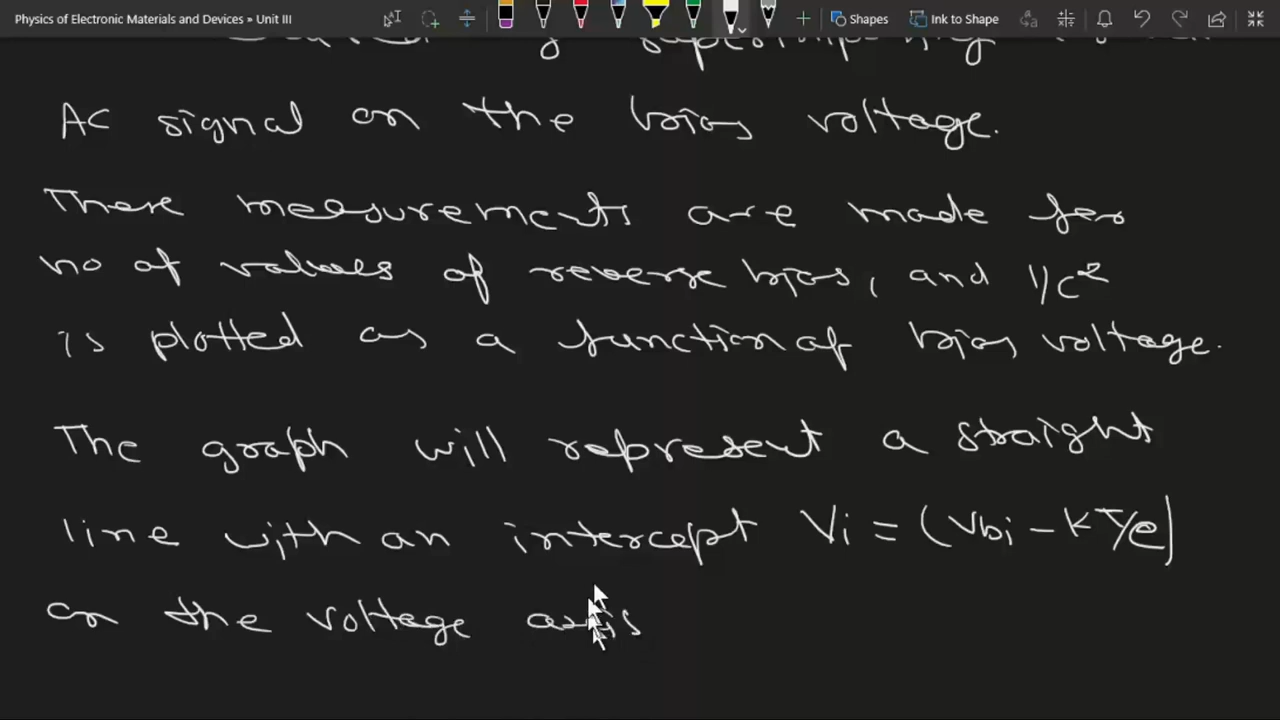 Physics of Electronic Materials and Devices » Unit III
Shapes
Ink to Shape
AC signal on the bias voltage.
These measurements are made for
no of values of reverse bias, and 1/c²
is plotted as a function of bias voltage.
The graph will represent a straight
line with an intercept Vi = (Vbi - kT/e)
on the voltage axis